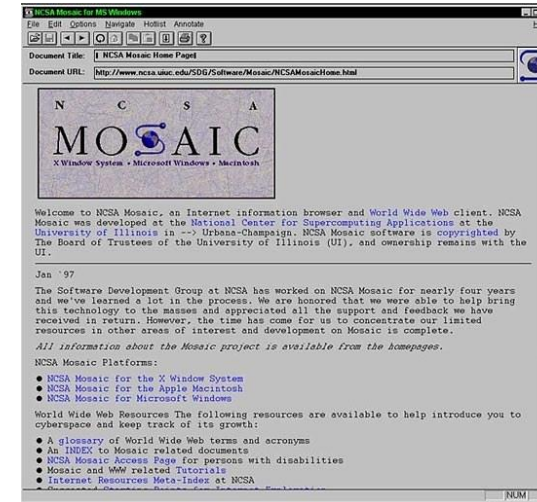 NCSA Mosaic for MS Windows
File Edit Options Navigate Hotlist Annotate
Document Title: NCSA Mosaic Home Page
Document URL: http://www.ncsa.uiuc.edu/SDG/Software/Mosaic/NCSAMosaicHome.html
N C S A
MOSAIC
X Window System • Microsoft Windows • Macintosh
Welcome to NCSA Mosaic, an Internet information browser and World Wide Web client. NCSA
Mosaic was developed at the National Center for Supercomputing Applications at the
University of Illinois in --> Urbana-Champaign. NCSA Mosaic software is copyrighted by
The Board of Trustees of the University of Illinois (UI), and ownership remains with the
UI.
Jan '97
The Software Development Group at NCSA has worked on NCSA Mosaic for nearly four years
and we've learned a lot in the process. We are honored that we were able to help bring
this technology to the masses and appreciated all the support and feedback we have
received in return. However, the time has come for us to concentrate our limited
resources in other areas of interest and development on Mosaic is complete.
All information about the Mosaic project is available from the homepages.
NCSA Mosaic Platforms:
● NCSA Mosaic for the X Window System
● NCSA Mosaic for the Apple Macintosh
● NCSA Mosaic for Microsoft Windows
World Wide Web Resources The following resources are available to help introduce you to
cyberspace and keep track of its growth:
● A glossary of World Wide Web terms and acronyms
● An INDEX to Mosaic related documents
● NCSA Mosaic Access Page for persons with disabilities
● Mosaic and WWW related Tutorials
● Internet Resources Meta-Index at NCSA
● Suggested Starting Points for Internet Exploration
NUM